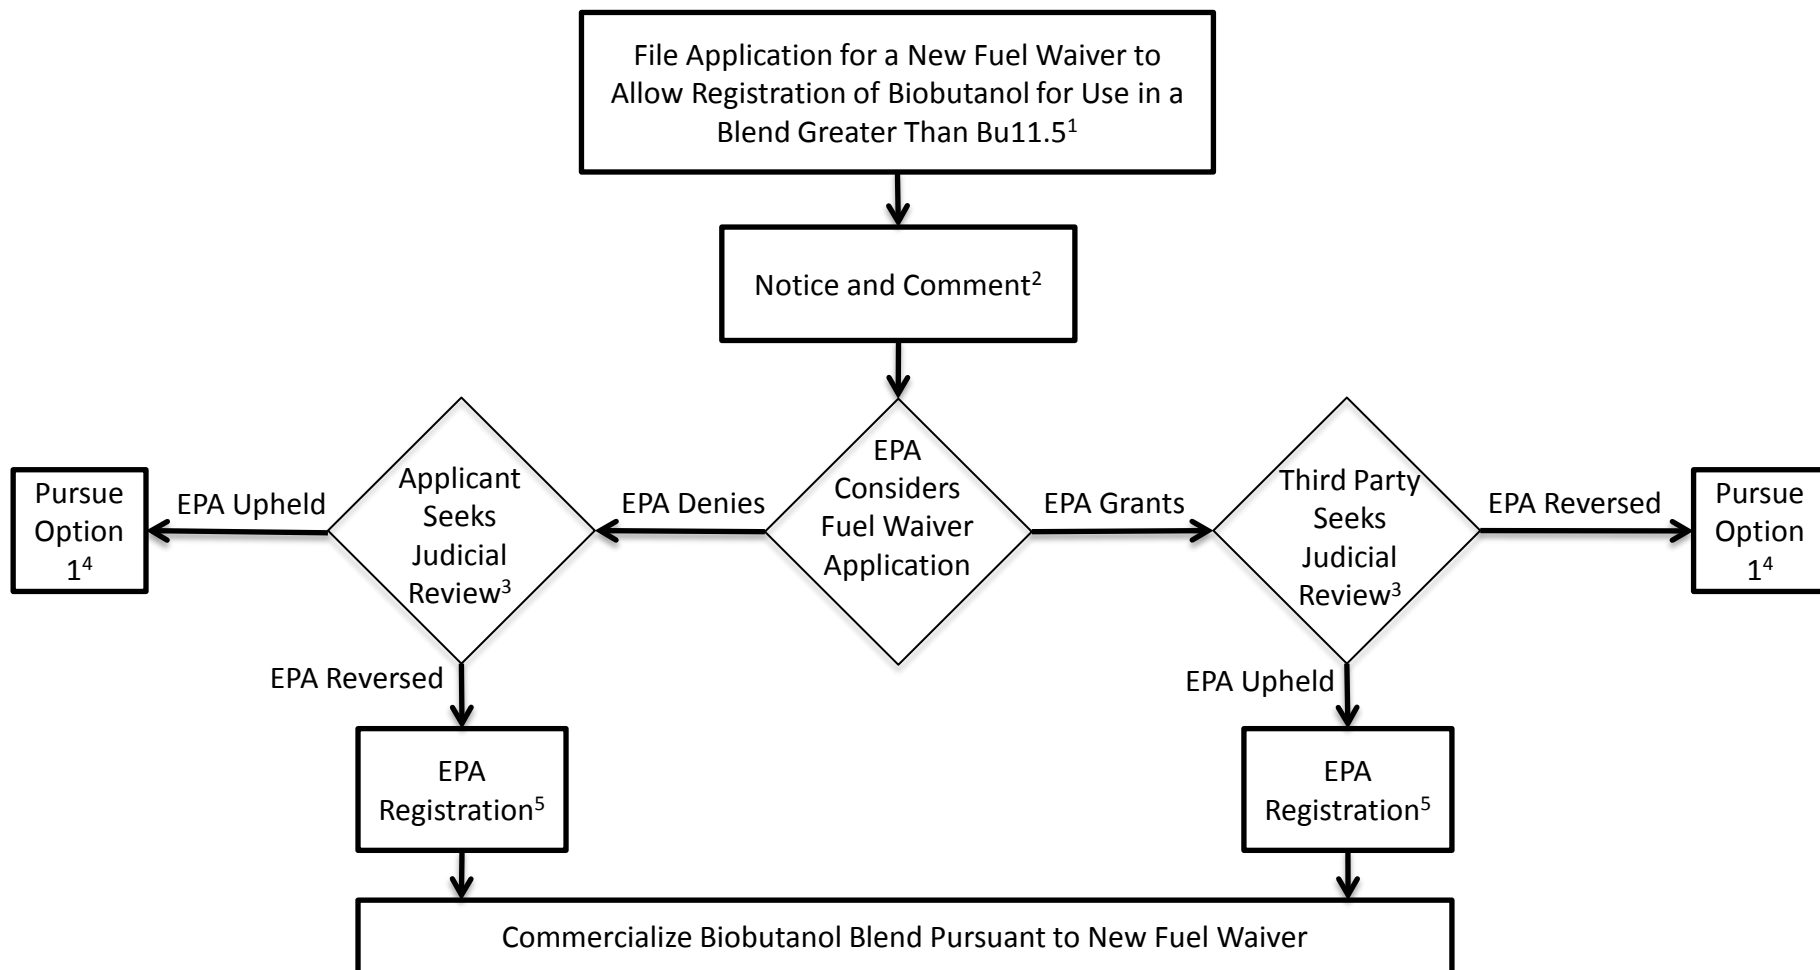 File Application for a New Fuel Waiver to
Allow Registration of Biobutanol for Use in a
Blend Greater Than Bu11.5¹
Notice and Comment²
Pursue
Option
1⁴
EPA Upheld
Applicant
Seeks
Judicial
Review³
EPA Denies
EPA
Considers
Fuel Waiver
Application
EPA Grants
Third Party
Seeks
Judicial
Review³
EPA Reversed
Pursue
Option
1⁴
EPA Reversed
EPA Upheld
EPA
Registration⁵
EPA
Registration⁵
Commercialize Biobutanol Blend Pursuant to New Fuel Waiver